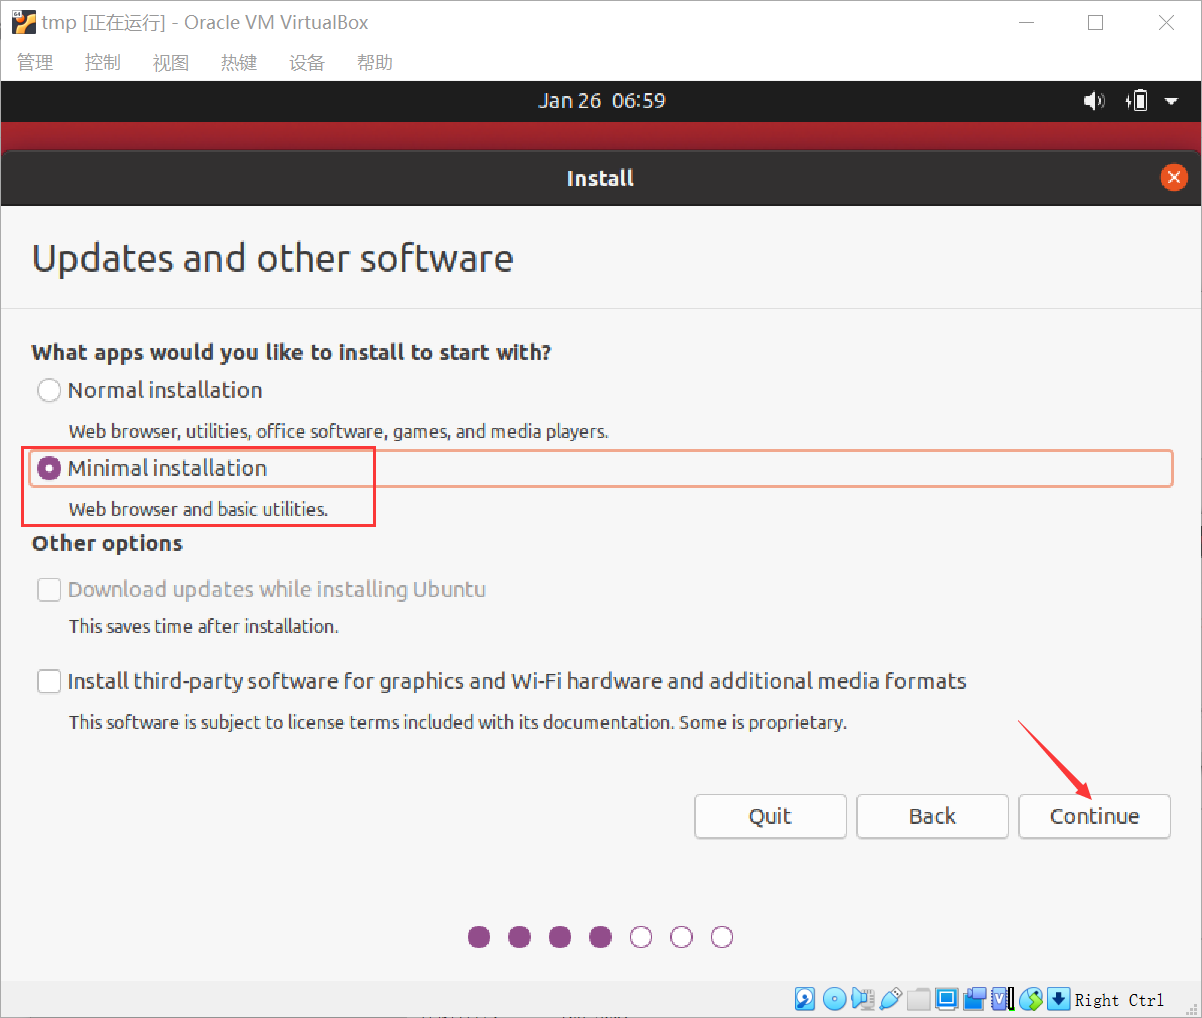 tmp [正在运行] - Oracle VM VirtualBox
管理 控制 视图 热键 设备 帮助
Jan 26 06:59
Install
Updates and other software
What apps would you like to install to start with?
Normal installation
Web browser, utilities, office software, games, and media players.
Minimal installation
Web browser and basic utilities.
Other options
Download updates while installing Ubuntu
This saves time after installation.
Install third-party software for graphics and Wi-Fi hardware and additional media formats
This software is subject to license terms included with its documentation. Some is proprietary.
Quit Back Continue
Right Ctrl